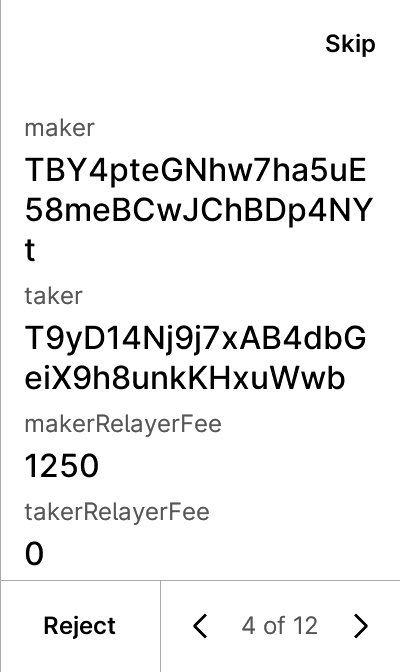 Skip
maker
TBY4pteGNhw7ha5uE
58meBCwJChBDp4NY
t
taker
T9yD14Nj9j7xAB4dbG
eiX9h8unkKHxuWwb
makerRelayerFee
1250
takerRelayerFee
0
Reject
4 of 12